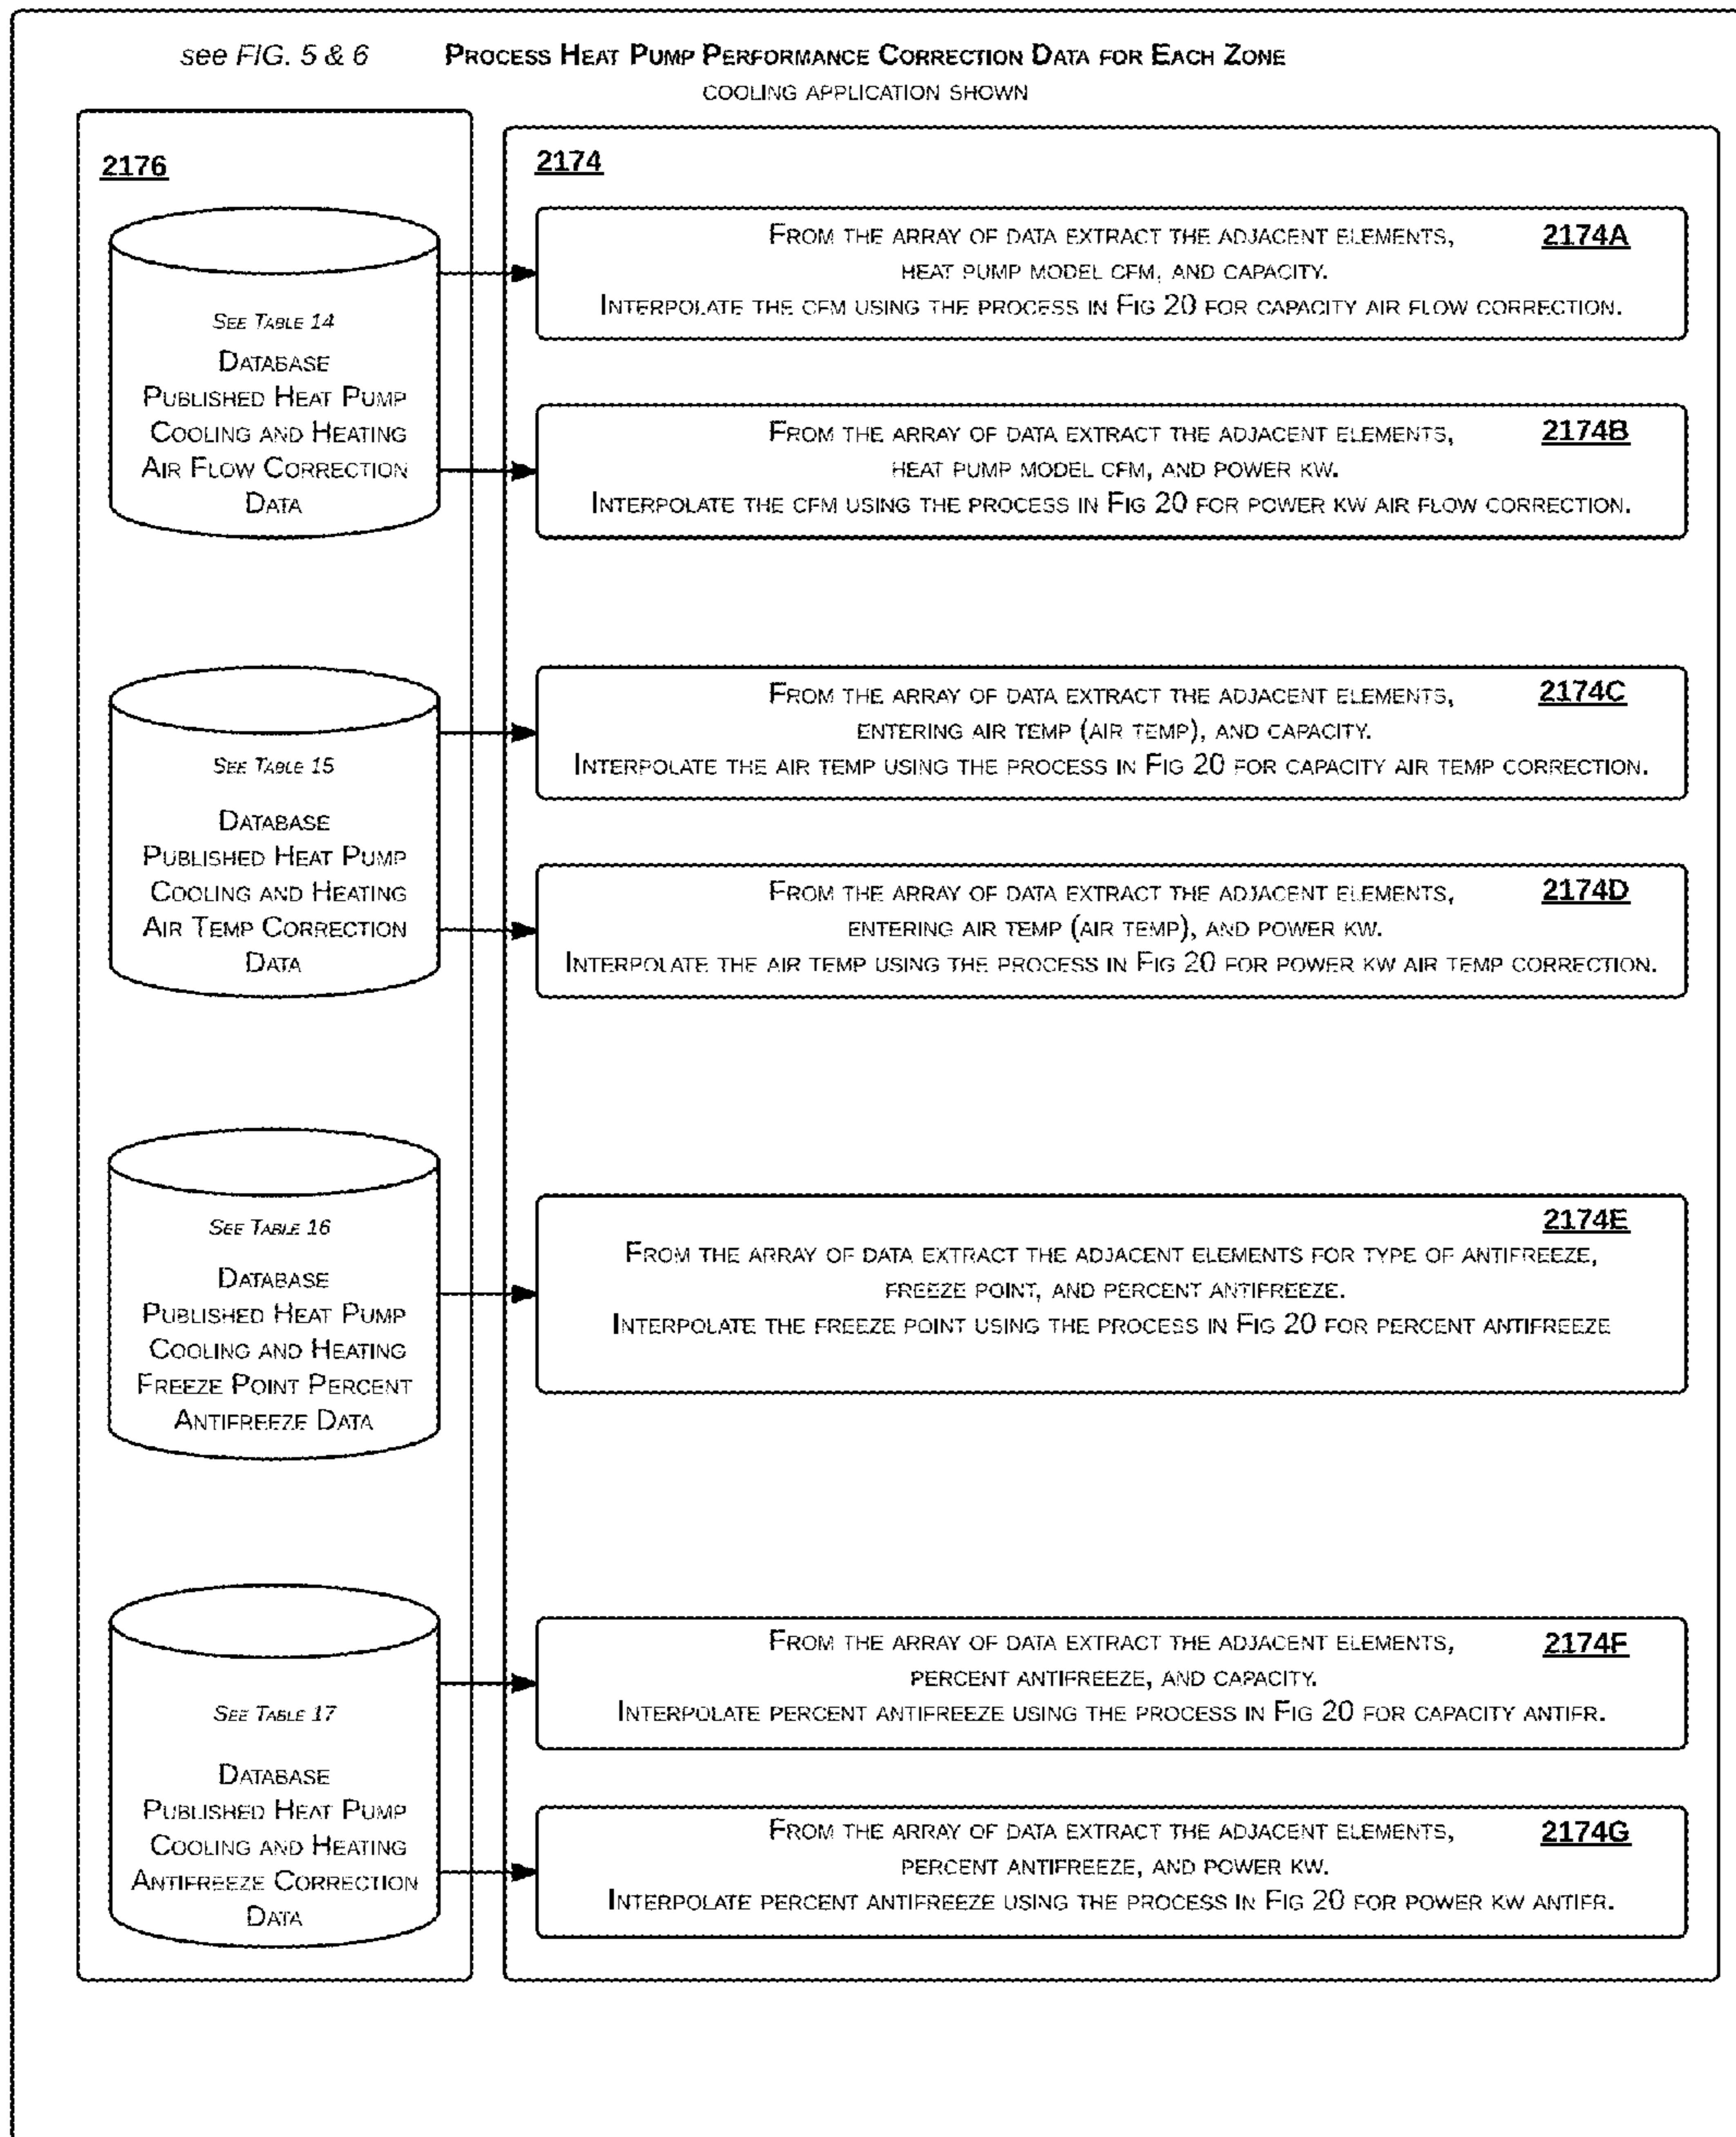 see FIG. 5 & 6
PROCESS HEAT PUMP PERFORMANCE CORRECTION DATA FOR EACH ZONE
COOLING APPLICATION SHOWN
2176
SEE TABLE 14
DATABASE
PUBLISHED HEAT PUMP
COOLING AND HEATING
AIR FLOW CORRECTION
DATA
SEE TABLE 15
DATABASE
PUBLISHED HEAT PUMP
COOLING AND HEATING
AIR TEMP CORRECTION
DATA
SEE TABLE 16
DATABASE
PUBLISHED HEAT PUMP
COOLING AND HEATING
FREEZE POINT PERCENT
ANTIFREEZE DATA
SEE TABLE 17
DATABASE
PUBLISHED HEAT PUMP
COOLING AND HEATING
ANTIFREEZE CORRECTION
DATA
2174
FROM THE ARRAY OF DATA EXTRACT THE ADJACENT ELEMENTS, 2174A
HEAT PUMP MODEL CFM, AND CAPACITY.
INTERPOLATE THE CFM USING THE PROCESS IN FIG 20 FOR CAPACITY AIR FLOW CORRECTION.
FROM THE ARRAY OF DATA EXTRACT THE ADJACENT ELEMENTS, 2174B
HEAT PUMP MODEL CFM, AND POWER KW.
INTERPOLATE THE CFM USING THE PROCESS IN FIG 20 FOR POWER KW AIR FLOW CORRECTION.
FROM THE ARRAY OF DATA EXTRACT THE ADJACENT ELEMENTS, 2174C
ENTERING AIR TEMP (AIR TEMP), AND CAPACITY.
INTERPOLATE THE AIR TEMP USING THE PROCESS IN FIG 20 FOR CAPACITY AIR TEMP CORRECTION.
FROM THE ARRAY OF DATA EXTRACT THE ADJACENT ELEMENTS, 2174D
ENTERING AIR TEMP (AIR TEMP), AND POWER KW.
INTERPOLATE THE AIR TEMP USING THE PROCESS IN FIG 20 FOR POWER KW AIR TEMP CORRECTION.
2174E
FROM THE ARRAY OF DATA EXTRACT THE ADJACENT ELEMENTS FOR TYPE OF ANTIFREEZE,
FREEZE POINT, AND PERCENT ANTIFREEZE.
INTERPOLATE THE FREEZE POINT USING THE PROCESS IN FIG 20 FOR PERCENT ANTIFREEZE
FROM THE ARRAY OF DATA EXTRACT THE ADJACENT ELEMENTS, 2174F
PERCENT ANTIFREEZE, AND CAPACITY.
INTERPOLATE PERCENT ANTIFREEZE USING THE PROCESS IN FIG 20 FOR CAPACITY ANTIFR.
FROM THE ARRAY OF DATA EXTRACT THE ADJACENT ELEMENTS, 2174G
PERCENT ANTIFREEZE, AND POWER KW.
INTERPOLATE PERCENT ANTIFREEZE USING THE PROCESS IN FIG 20 FOR POWER KW ANTIFR.